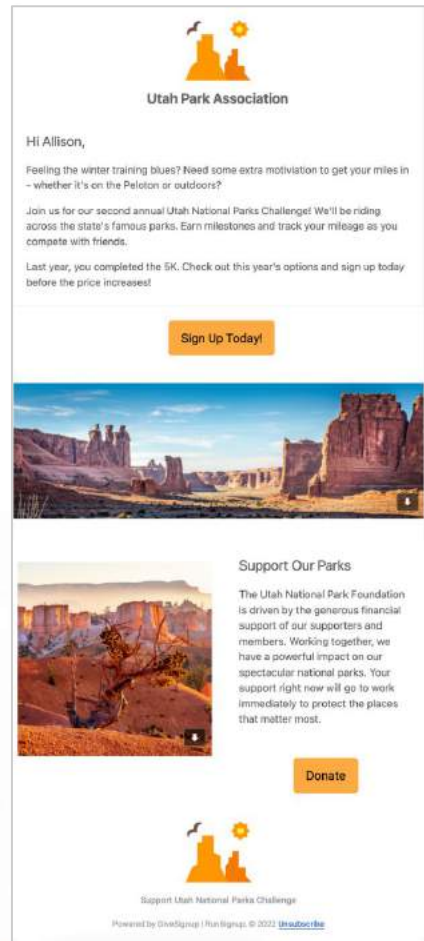 Utah Park Association
Hi Allison,
Feeling the winter training blues? Need some extra motiviation to get your miles in
– whether it's on the Peloton or outdoors?
Join us for our second annual Utah National Parks Challenge! We'll be riding
across the state's famous parks. Earn milestones and track your mileage as you
compete with friends.
Last year, you completed the 5K. Check out this year's options and sign up today
before the price increases!
Sign Up Today!
Support Our Parks
The Utah National Park Foundation
is driven by the generous financial
support of our supporters and
members. Working together, we
have a powerful impact on our
spectacular national parks. Your
support right now will go to work
immediately to protect the places
that matter most.
Donate
Support Utah National Parks Challenge
Powered by GiveSignup | RunSignup, © 2022 Unsubscribe